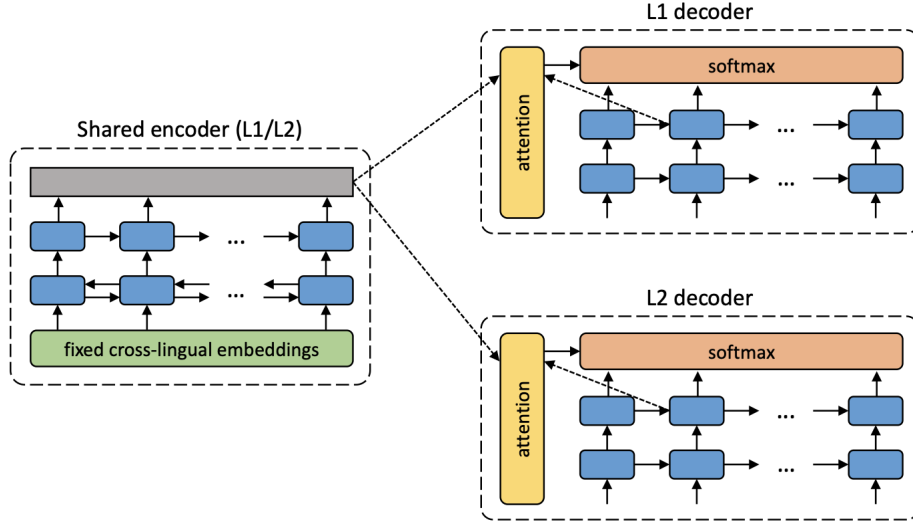 L1 decoder
softmax
attention
...
...
Shared encoder (L1/L2)
...
...
fixed cross-lingual embeddings
L2 decoder
softmax
attention
...
...